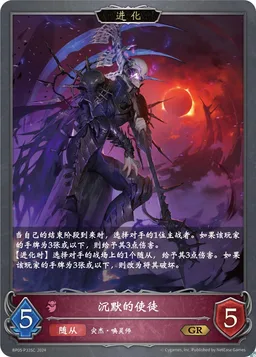 进化
当自己的结束阶段到来时，选择对手的1位主战者。如果该玩
家的手牌为3张或以下，则给予其3点伤害。
【进化时】选择对手的战场上的1个随从，给予其3点伤害。如果
该玩家的手牌为3张或以下，则改为将其破坏。
沉默的使徒
5
随从
GR
5